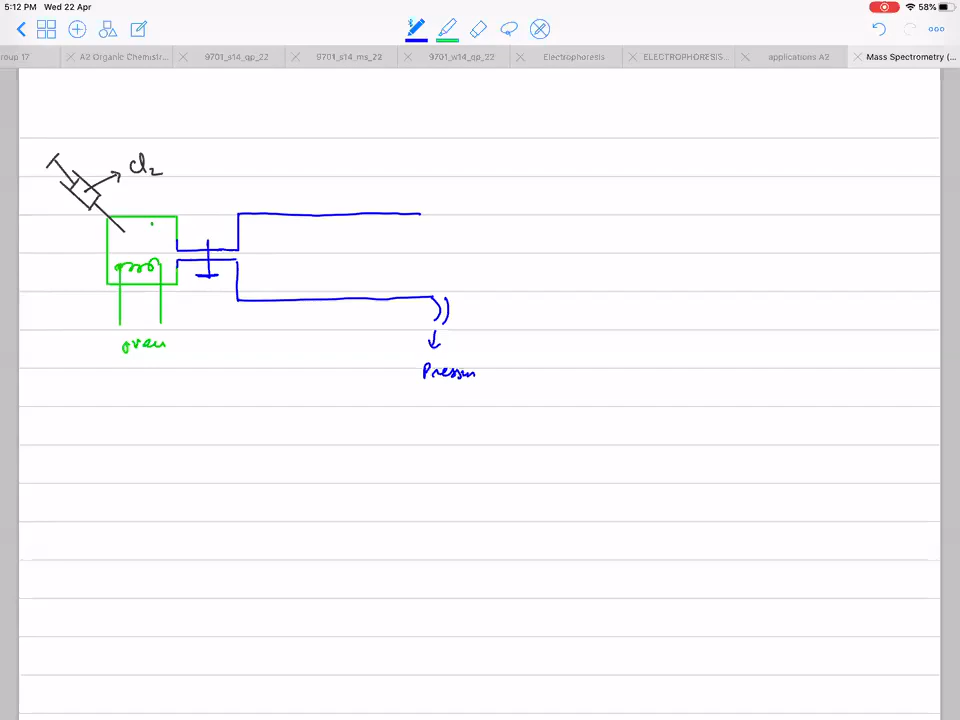 5:12 PM Wed 22 Apr
58%
roup 17
A2 Organic Chemistr...
9701_s14_qp_22
9701_s14_ms_22
9701_w14_qp_22
Electrophoresis
ELECTROPHORESIS...
applications A2
Mass Spectrometry (...
Cl2
oven
Pressur